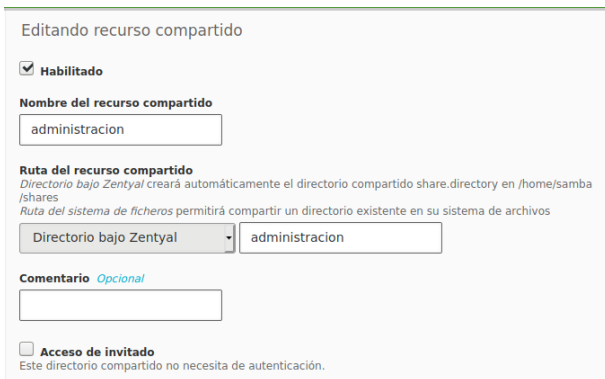 Editando recurso compartido
Habilitado
Nombre del recurso compartido
administracion
Ruta del recurso compartido
Directorio bajo Zentyal creará automáticamente el directorio compartido share.directory en /home/samba
/shares
Ruta del sistema de ficheros permitirá compartir un directorio existente en su sistema de archivos
Directorio bajo Zentyal administracion
Comentario Opcional
Acceso de invitado
Este directorio compartido no necesita de autenticación.